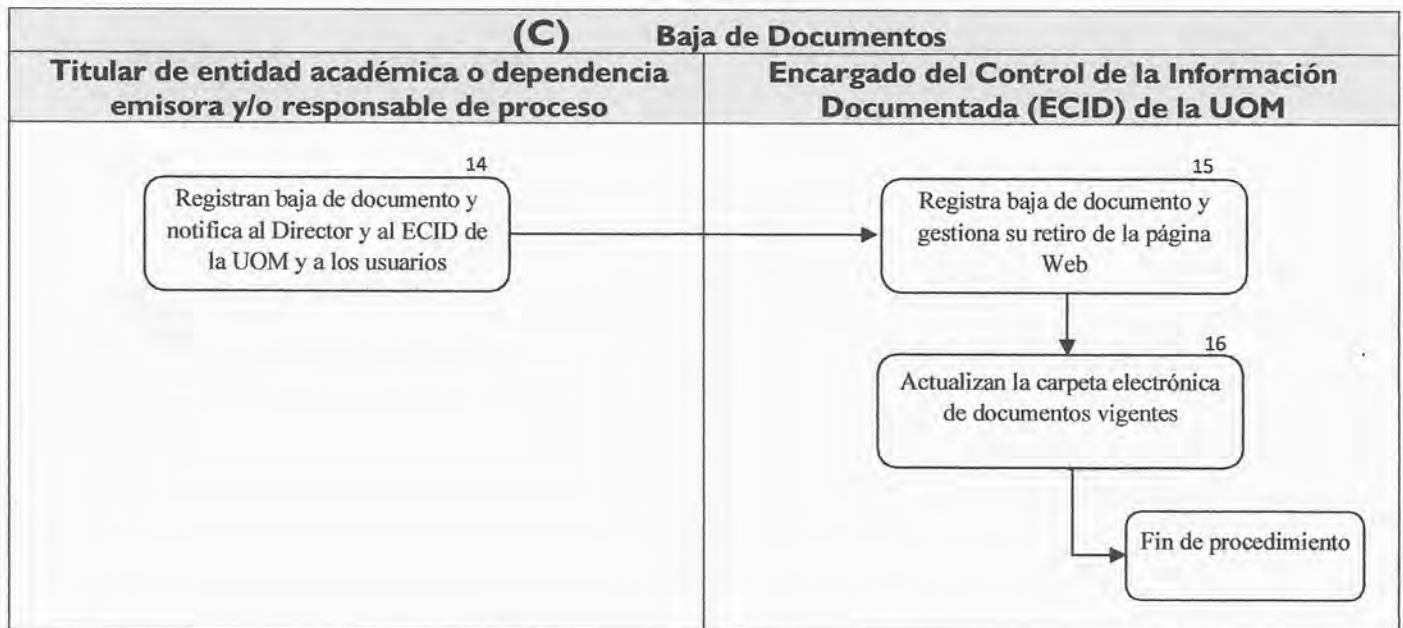 (C) Baja de Documentos
Titular de entidad académica o dependencia
emisora y/o responsable de proceso
Encargado del Control de la Información
Documentada (ECID) de la UOM
14
Registran baja de documento y
notifica al Director y al ECID de
la UOM y a los usuarios
15
Registra baja de documento y
gestiona su retiro de la página
Web
16
Actualizan la carpeta electrónica
de documentos vigentes
Fin de procedimiento